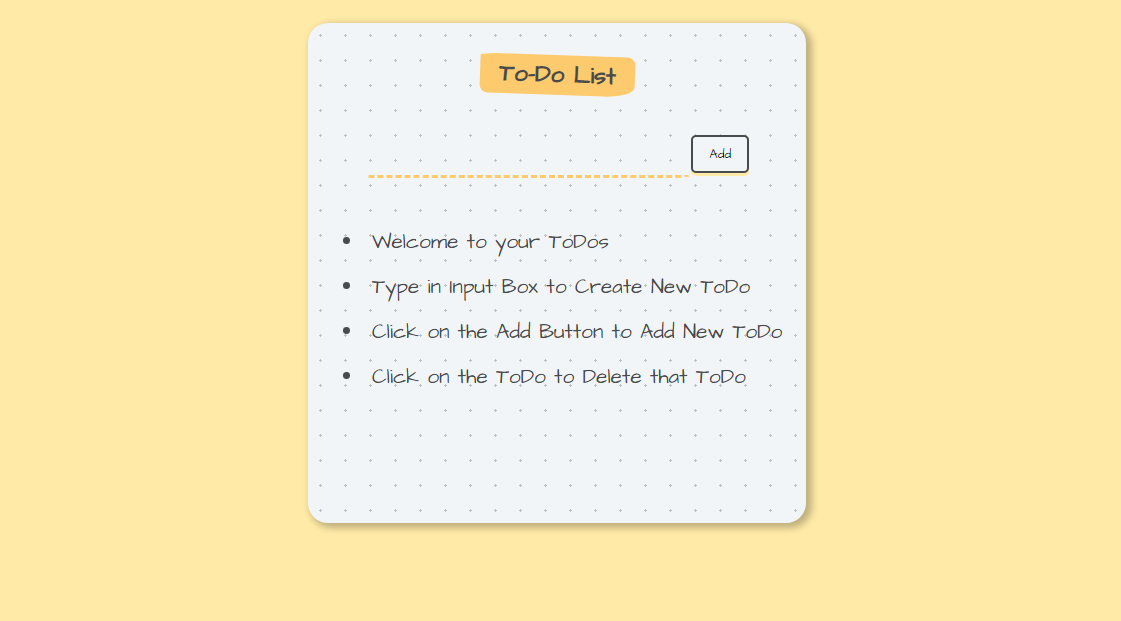 To-Do List
Add
Welcome to your ToDos
Type in Input Box to Create New ToDo
Click on the Add Button to Add New ToDo
Click on the ToDo to Delete that ToDo